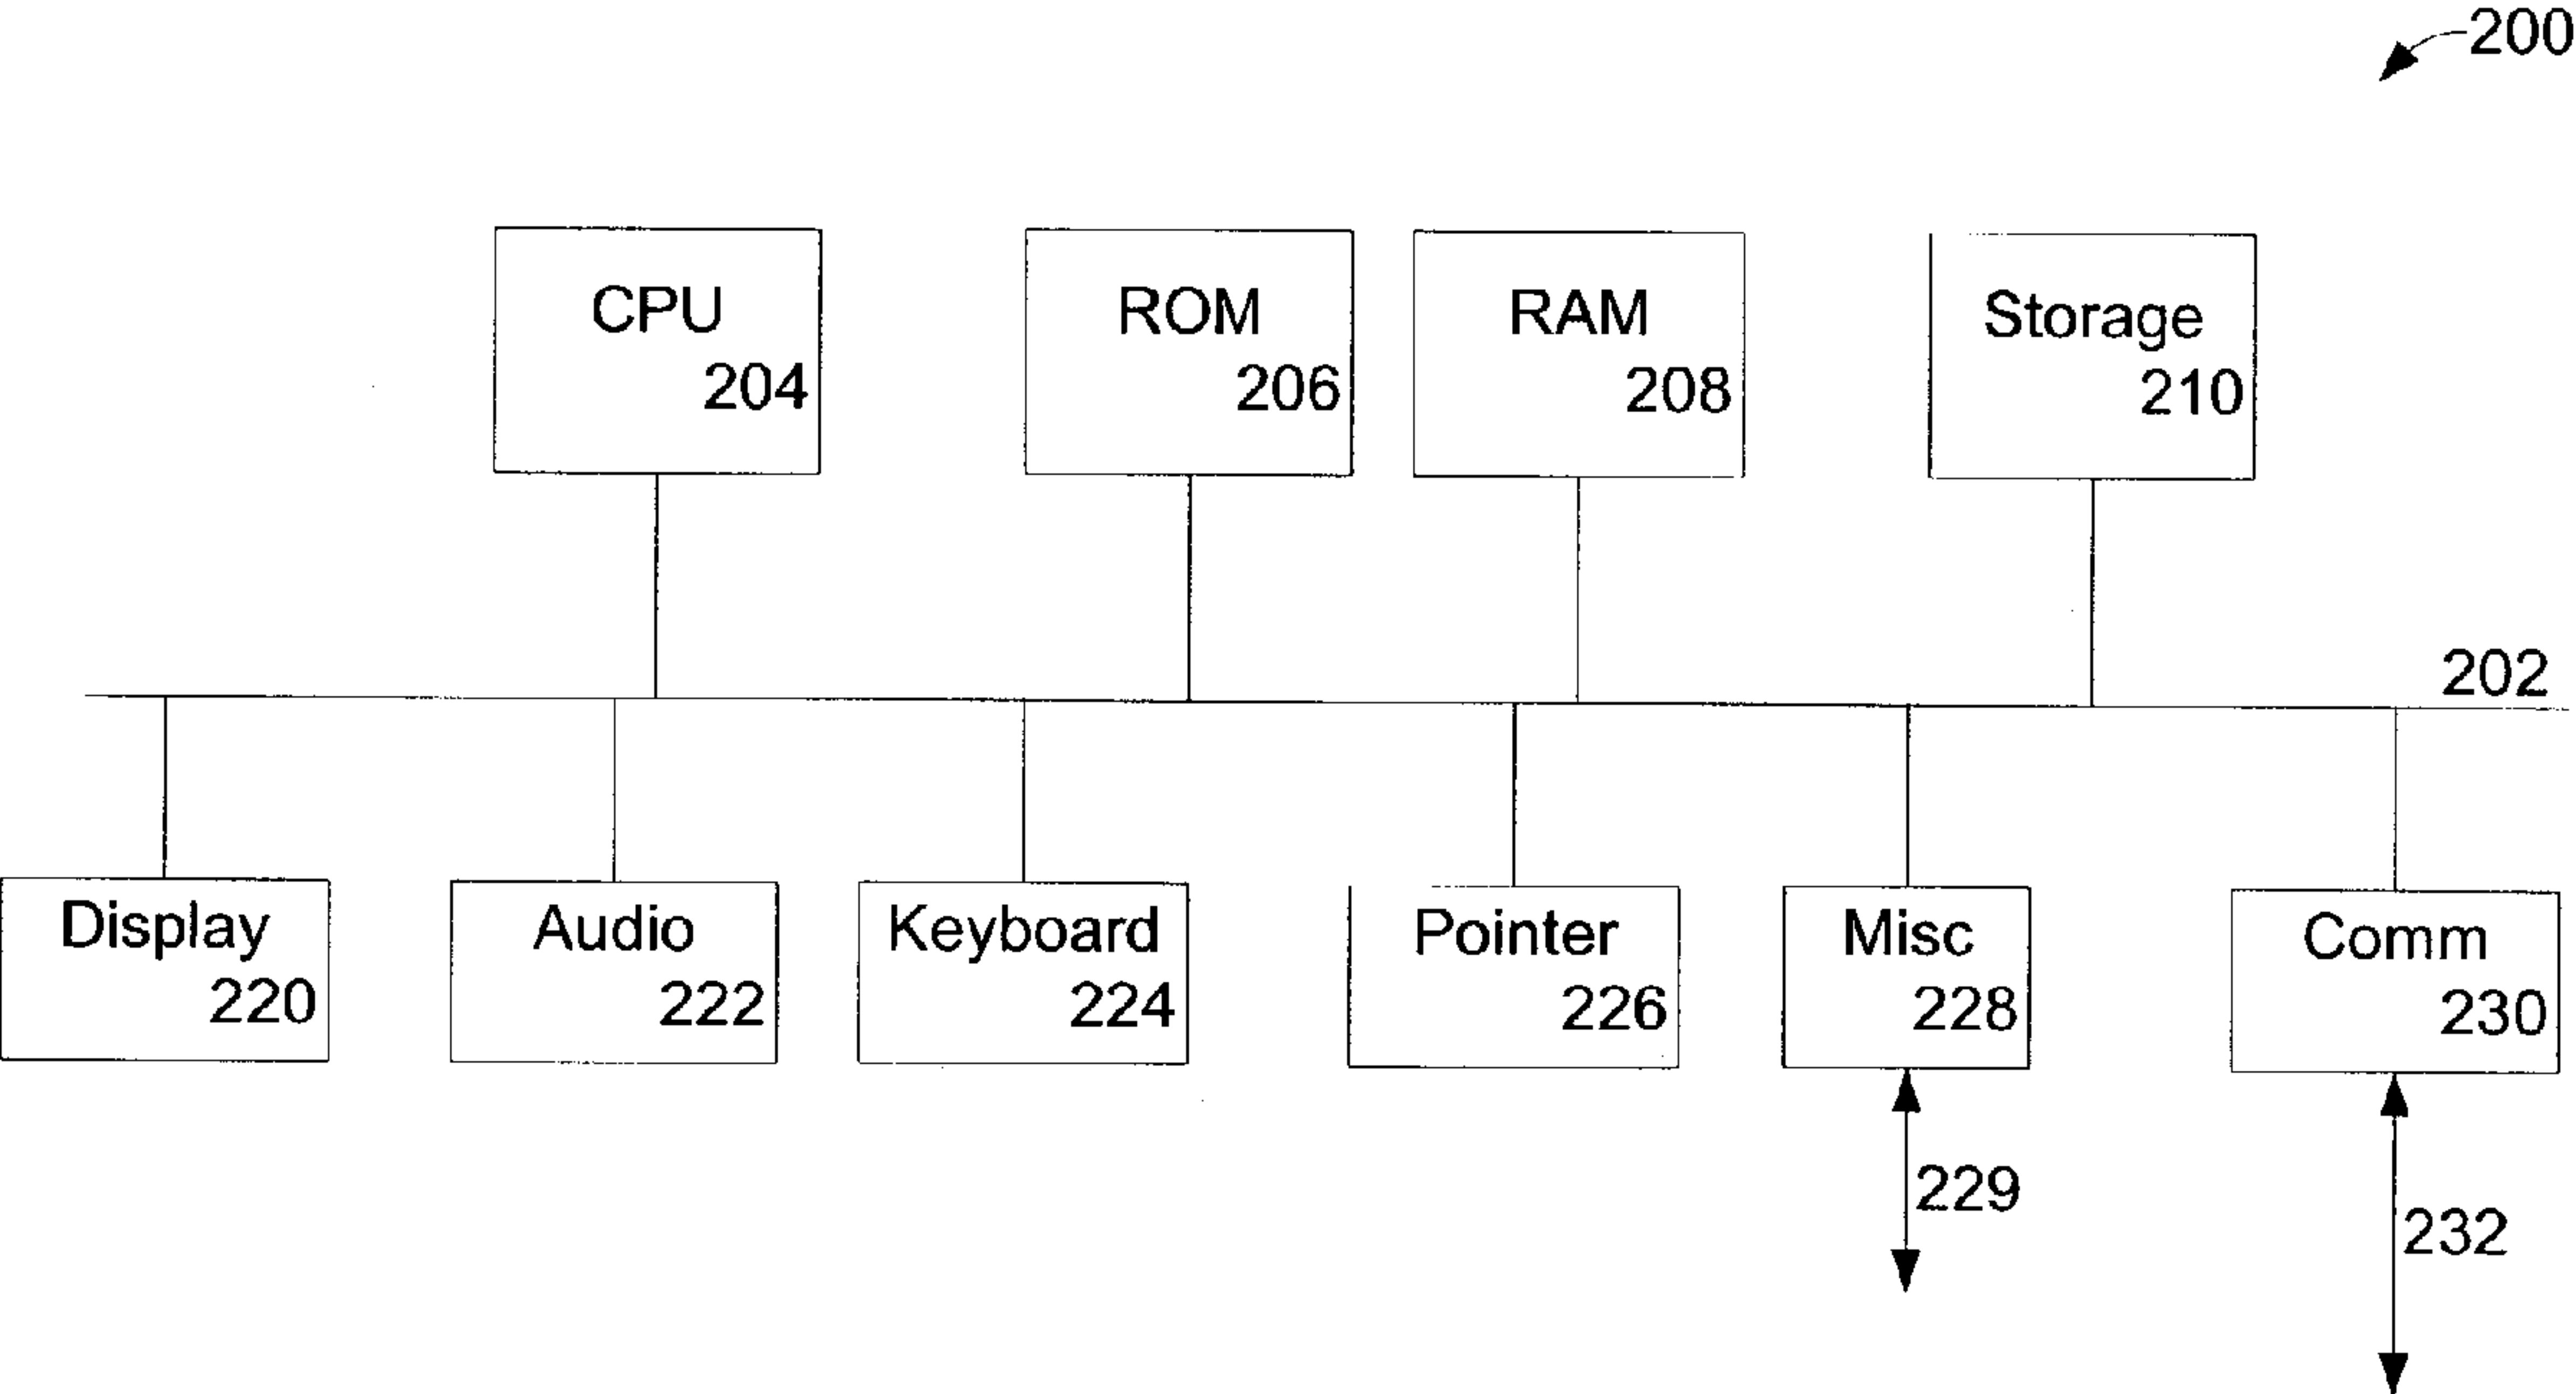 200
CPU
204
ROM
206
RAM
208
Storage
210
202
Display
220
Audio
222
Keyboard
224
Pointer
226
Misc
228
Comm
230
229
232